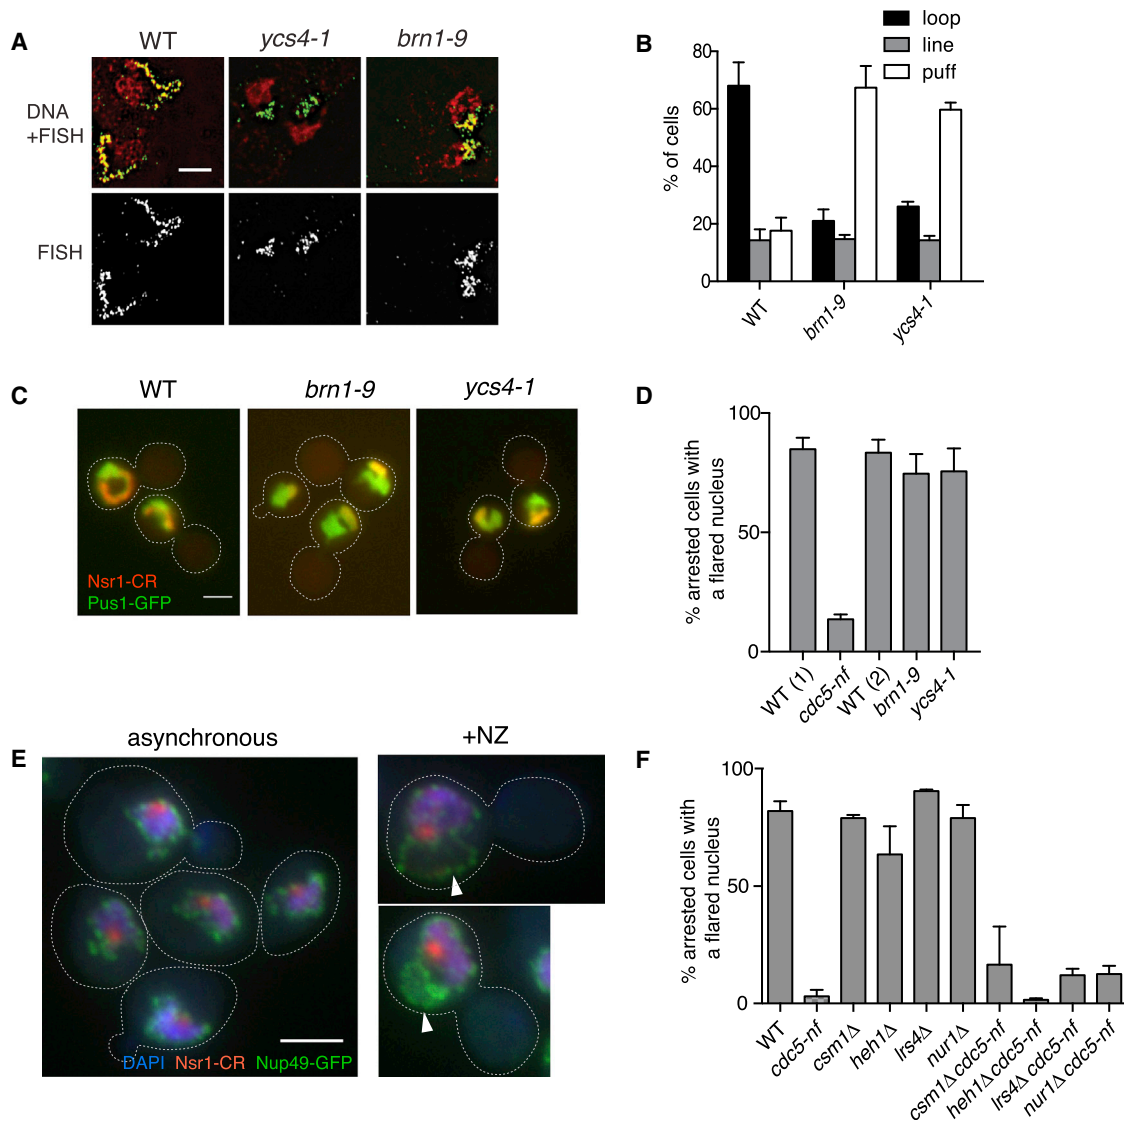 A
WT
ycs4-1
brn1-9
DNA
+FISH
FISH
B
loop
line
puff
% of cells
80
60
40
20
0
WT
brn1-9
ycs4-1
C
WT
brn1-9
ycs4-1
Nsr1-CR
Pus1-GFP
D
% arrested cells with
a flared nucleus
100
50
0
WT (1)
cdc5-nf
WT (2)
brn1-9
ycs4-1
E
asynchronous
+NZ
DAPI Nsr1-CR Nup49-GFP
F
% arrested cells with
a flared nucleus
100
50
0
WT
cdc5-nf
csm1Δ
heh1Δ
lrs4Δ
nur1Δ
csm1Δ cdc5-nf
heh1Δ cdc5-nf
lrs4Δ cdc5-nf
nur1Δ cdc5-nf